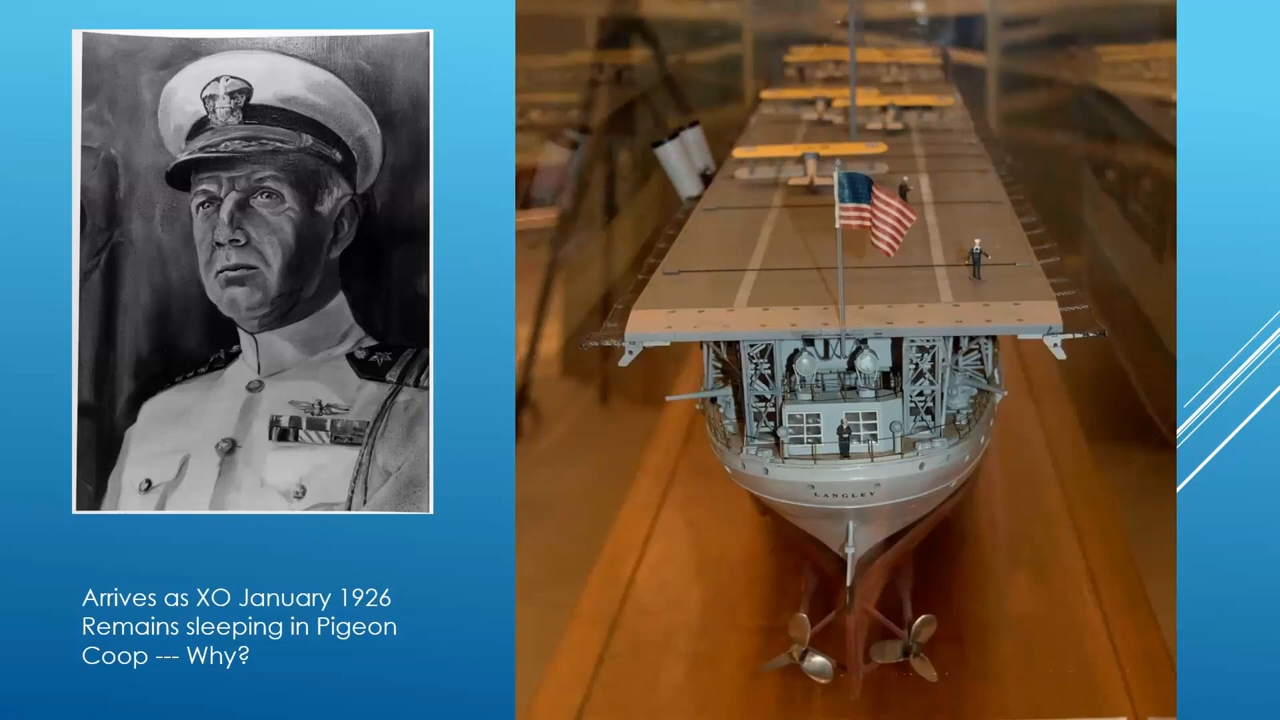 Arrives as XO January 1926
Remains sleeping in Pigeon
Coop --- Why?
LANGLEY